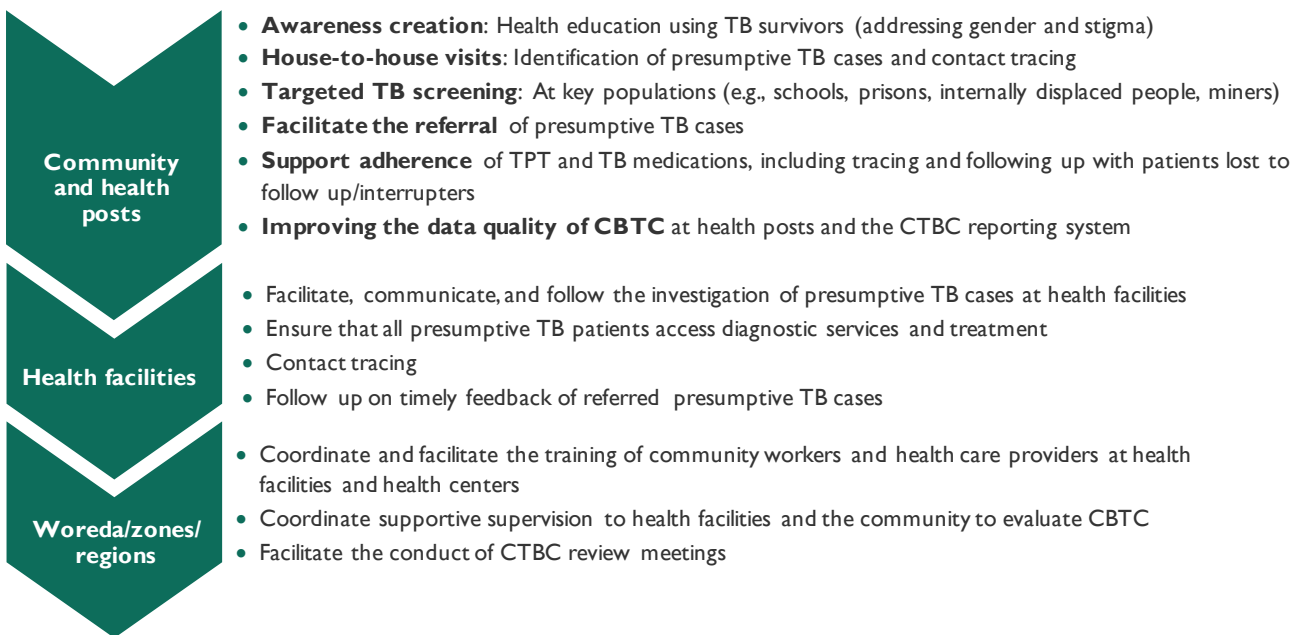 Community
and health
posts
• Awareness creation: Health education using TB survivors (addressing gender and stigma)
• House-to-house visits: Identification of presumptive TB cases and contact tracing
• Targeted TB screening: At key populations (e.g., schools, prisons, internally displaced people, miners)
• Facilitate the referral of presumptive TB cases
• Support adherence of TPT and TB medications, including tracing and following up with patients lost to
follow up/interrupters
• Improving the data quality of CBTC at health posts and the CTBC reporting system
Health facilities
• Facilitate, communicate, and follow the investigation of presumptive TB cases at health facilities
• Ensure that all presumptive TB patients access diagnostic services and treatment
• Contact tracing
• Follow up on timely feedback of referred presumptive TB cases
Woreda/zones/
regions
• Coordinate and facilitate the training of community workers and health care providers at health
facilities and health centers
• Coordinate supportive supervision to health facilities and the community to evaluate CBTC
• Facilitate the conduct of CTBC review meetings